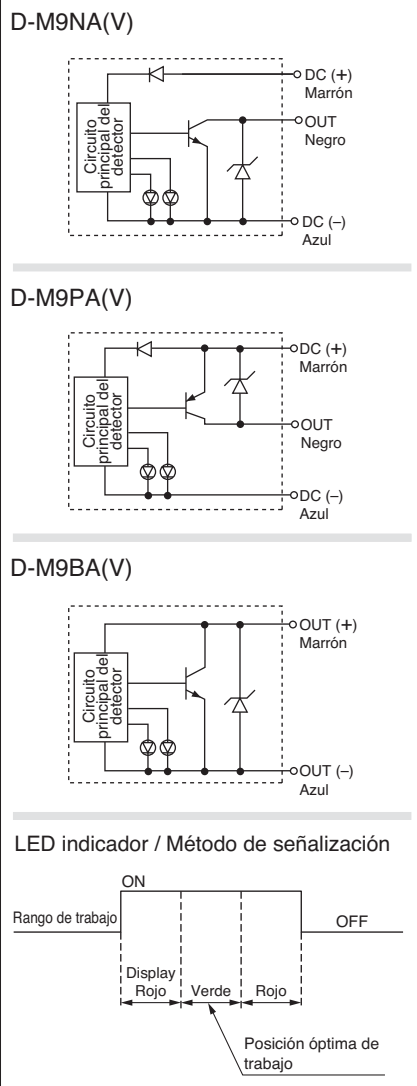 D-M9NA(V)
Circuito
principal del
detector
DC (+)
Marrón
OUT
Negro
DC (–)
Azul
D-M9PA(V)
Circuito
principal del
detector
DC (+)
Marrón
OUT
Negro
DC (–)
Azul
D-M9BA(V)
Circuito
principal del
detector
OUT (+)
Marrón
OUT (–)
Azul
LED indicador / Método de señalización
ON
Rango de trabajo
OFF
Display
Rojo
Verde
Rojo
Posición óptima de
trabajo